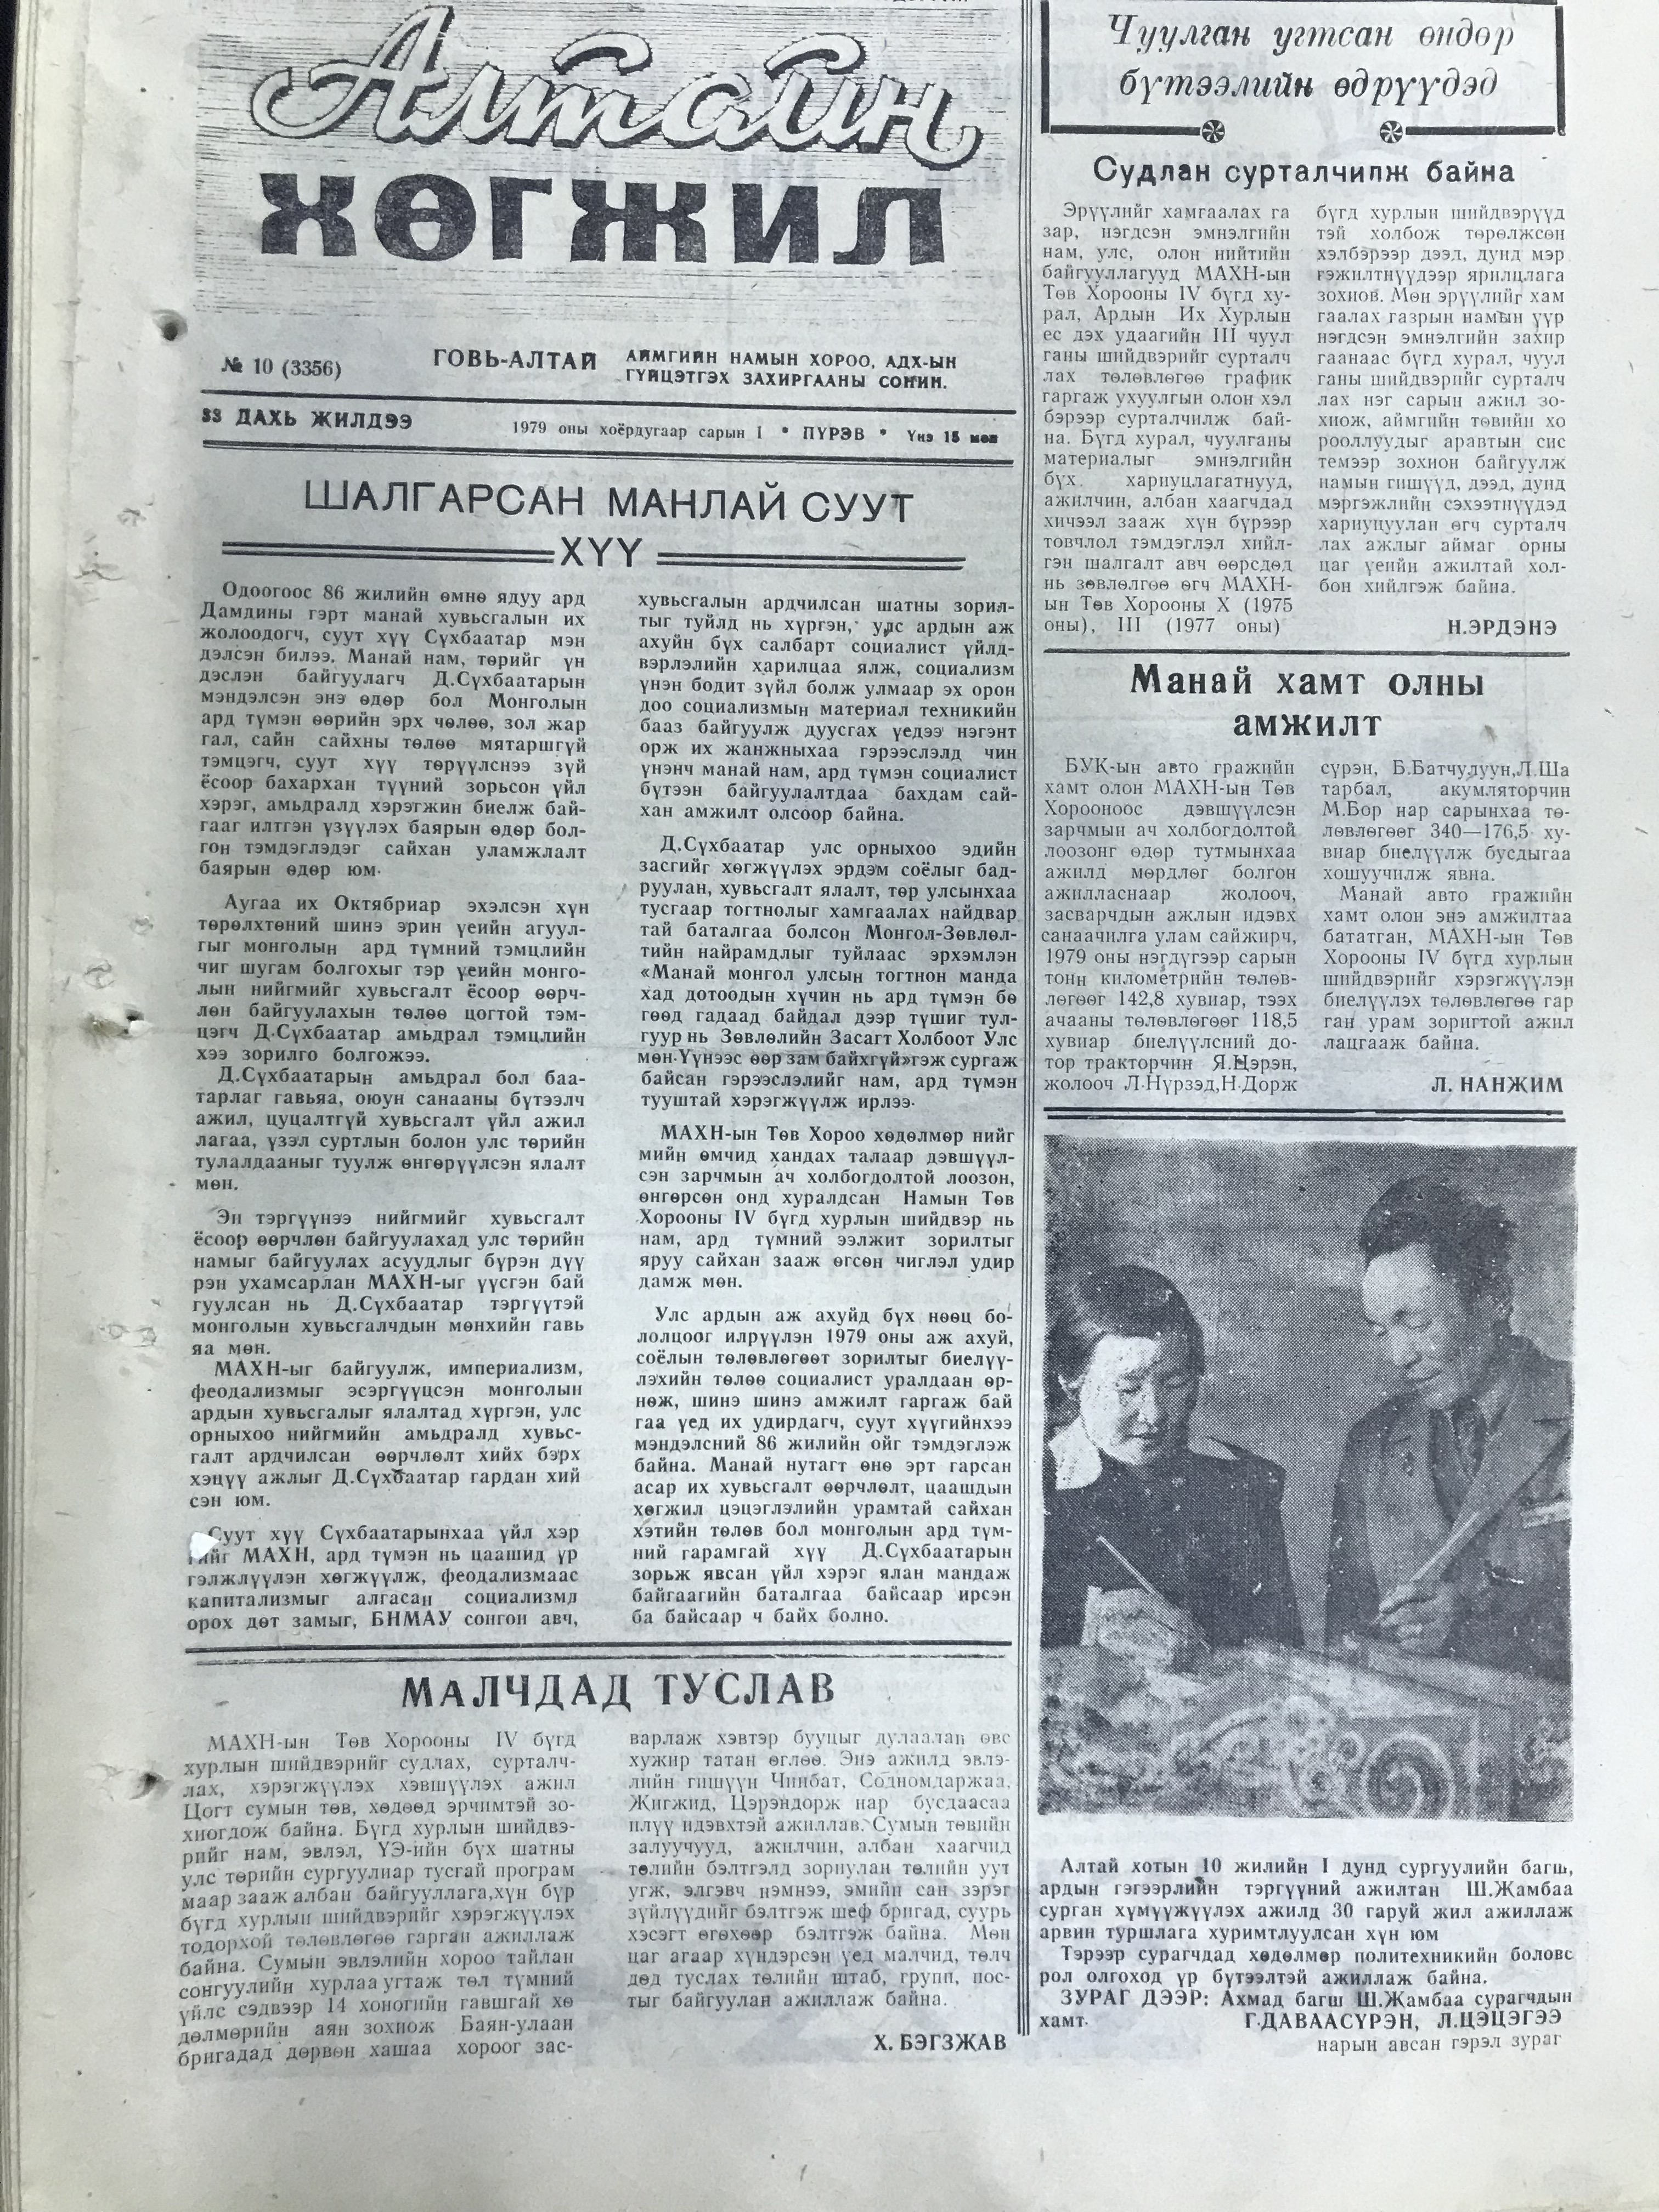 Алтайн
ХӨГЖИЛ
№ 10 (3356)
ГОВЬ-АЛТАЙ
АЙМГИЙН НАМЫН ХОРОО, АДХ-ЫН
ГҮЙЦЭТГЭХ ЗАХИРГААНЫ СОНИН.
33 ДАХЬ ЖИЛДЭЭ
1979 оны хоёрдугаар сарын I * ПҮРЭВ * Үнэ 15 мөн
ШАЛГАРСАН МАНЛАЙ СУУТ
ХҮҮ
Одоогоос 86 жилийн өмнө ядуу ард
Дамдины гэрт манай хувьсгалын их
жолоодогч, суут хүү Сүхбаатар мэн
дэлсэн билээ. Манай нам, төрийг үн
дэслэн байгуулагч Д.Сүхбаатарын
мэндэлсэн энэ өдөр бол Монголын
ард түмэн өөрийн эрх чөлөө, зол жар
гал, сайн сайхны төлөө мятаршгүй
тэмцэгч, суут хүү төрүүлснээ зүй
ёсоор бахархан түүний зорьсон үйл
хэрэг, амьдралд хэрэгжин биелж бай-
гааг илтгэн үзүүлэх баярын өдөр бол-
гон тэмдэглэдэг сайхан уламжлалт
баярын өдөр юм.
Аугаа их Октябриар эхэлсэн хүн
төрөлхтөний шинэ эрин үеийн агуул-
гыг монголын ард түмний тэмцлийн
чиг шугам болгохыг тэр үеийн монго-
лын нийгмийг хувьсгалт ёсоор өөрч-
лөн байгуулахын төлөө цогтой тэм-
цэгч Д.Сүхбаатар амьдрал тэмцлийн
хээ зорилго болгожээ.
Д.Сүхбаатарын амьдрал бол баа-
тарлаг гавьяа, оюун санааны бүтээлч
ажил, цуцалтгүй хувьсгалт үйл ажил
лагаа, үзэл суртлын болон улс төрийн
тулалдааныг туулж өнгөрүүлсэн ялалт
мөн.
Эн тэргүүнээ нийгмийг хувьсгалт
ёсоор өөрчлөн байгуулахад улс төрийн
намыг байгуулах асуудлыг бүрэн дүү
рэн ухамсарлан МАХН-ыг үүсгэн бай
гуулсан нь Д.Сүхбаатар тэргүүтэй
монголын хувьсгалчдын мөнхийн гавь
яа мөн.
МАХН-ыг байгуулж, империализм,
феодализмыг эсэргүүцсэн монголын
ардын хувьсгалыг ялалтад хүргэн, улс
орныхоо нийгмийн амьдралд хувьс-
галт ардчилсан өөрчлөлт хийх бэрх
хэцүү ажлыг Д.Сүхбаатар гардан хий
сэн юм.
Суут хүү Сүхбаатарынхаа үйл хэр
гийг МАХН, ард түмэн нь цаашид үр
гэлжлүүлэн хөгжүүлж, феодализмаас
капитализмыг алгасан социализмд
орох дөт замыг, БНМАУ сонгон авч,
хувьсгалын ардчилсан шатны зорил-
тыг туйлд нь хүргэн, улс ардын аж
ахуйн бүх салбарт социалист үйлд-
вэрлэлийн харилцаа ялж, социализм
үнэн бодит зүйл болж улмаар эх орон
доо социализмын материал техникийн
бааз байгуулж дуусгах үедээ нэгэнт
орж их жанжныхаа гэрээслэлд чин
үнэнч манай нам, ард түмэн социалист
бүтээн байгуулалтдаа бахдам сай-
хан амжилт олсоор байна.
Д.Сүхбаатар улс орныхоо эдийн
засгийг хөгжүүлэх эрдэм соёлыг бад-
руулан, хувьсгалт ялалт, төр улсынхаа
тусгаар тогтнолыг хамгаалах найдвар
тай баталгаа болсон Монгол-Зөвлөл-
тийн найрамдлыг туйлаас эрхэмлэн
«Манай монгол улсын тогтнон манда
хад дотоодын хүчин нь ард түмэн бө
гөөд гадаад байдал дээр түшиг тул-
гуур нь Зөвлөлийн Засагт Холбоот Улс
мөн.Үүнээс өөр зам байхгүй»гэж сургаж
байсан гэрээслэлийг нам, ард түмэн
тууштай хэрэгжүүлж ирлээ.
МАХН-ын Төв Хороо хөдөлмөр нийг
мийн өмчид хандах талаар дэвшүүл-
сэн зарчмын ач холбогдолтой лоозон,
өнгөрсөн онд хуралдсан Намын Төв
Хорооны IV бүгд хурлын шийдвэр нь
нам, ард түмний ээлжит зорилтыг
яруу сайхан зааж өгсөн чиглэл удир
дамж мөн.
Улс ардын аж ахуйд бүх нөөц бо-
лолцоог илрүүлэн 1979 оны аж ахуй,
соёлын төлөвлөгөөт зорилтыг биелүү-
лэхийн төлөө социалист уралдаан өр-
нөж, шинэ шинэ амжилт гаргаж бай
гаа үед их удирдагч, суут хүүгийнхээ
мэндэлсний 86 жилийн ойг тэмдэглэж
байна. Манай нутагт өнө эрт гарсан
асар их хувьсгалт өөрчлөлт, цаашдын
хөгжил цэцэглэлийн урамтай сайхан
хэтийн төлөв бол монголын ард түм-
ний гарамгай хүү Д.Сүхбаатарын
зорьж явсан үйл хэрэг ялан мандаж
байгаагийн баталгаа байсаар ирсэн
ба байсаар ч байх болно.
МАЛЧДАД ТУСЛАВ
МАХН-ын Төв Хорооны IV бүгд
хурлын шийдвэрийг судлах, сурталч-
лах, хэрэгжүүлэх хэвшүүлэх ажил
Цогт сумын төв, хөдөөд эрчимтэй зо-
хиогдож байна. Бүгд хурлын шийдвэ-
рийг нам, эвлэл, ҮЭ-ийн бүх шатны
улс төрийн сургуулиар тусгай програм
маар зааж албан байгууллага,хүн бүр
бүгд хурлын шийдвэрийг хэрэгжүүлэх
тодорхой төлөвлөгөө гарган ажиллаж
байна. Сумын эвлэлийн хороо тайлан
сонгуулийн хурлаа угтаж төл түмний
үйлс сэдвээр 14 хоногийн гавшгай хө
дөлмөрийн аян зохиож Баян-улаан
бригадад дөрвөн хашаа хороог зас-
варлаж хэвтэр бууцыг дулаалан өвс
хужир татан өглөө. Энэ ажилд эвлэ-
лийн гишүүн Чинбат, Содномдаржаа,
Жигжид, Цэрэндорж нар бусдаасаа
илүү идэвхтэй ажиллав. Сумын төвийн
залуучууд, ажилчин, албан хаагчид
төлийн бэлтгэлд зориулан төлийн уут
угж, элгэвч нэмнээ, эмийн сан зэрэг
зүйлүүдийг бэлтгэж шеф бригад, суурь
хэсэгт өгөхөөр бэлтгэж байна. Мөн
цаг агаар хүндэрсэн үед малчид, төлч
дөд туслах төлийн штаб, групп, пос-
тыг байгуулан ажиллаж байна.
Х. БЭГЗЖАВ
Чуулган угтсан өндөр
бүтээлийн өдрүүдэд
Судлан сурталчилж байна
Эрүүлийг хамгаалах га
зар, нэгдсэн эмнэлгийн
нам, улс, олон нийтийн
байгууллагууд МАХН-ын
Төв Хорооны IV бүгд ху-
рал, Ардын Их Хурлын
ес дэх удаагийн III чуул
ганы шийдвэрийг сурталч
лах төлөвлөгөө график
гаргаж ухуулгын олон хэл
бэрээр сурталчилж бай-
на. Бүгд хурал, чуулганы
материалыг эмнэлгийн
бүх хариуцлагатнууд,
ажилчин, албан хаагчдад
хичээл зааж хүн бүрээр
товчлол тэмдэглэл хийл-
гэн шалгалт авч өөрсдөд
нь зөвлөлгөө өгч МАХН-
ын Төв Хорооны X (1975
оны), III (1977 оны)
бүгд хурлын шийдвэрүүд
тэй холбож төрөлжсөн
хэлбэрээр дээд, дунд мэр
гэжилтнүүдээр ярилцлага
зохиов. Мөн эрүүлийг хам
гаалах газрын намын үүр
нэгдсэн эмнэлгийн захир
гаанаас бүгд хурал, чуул
ганы шийдвэрийг сурталч
лах нэг сарын ажил зо-
хиож, аймгийн төвийн хо
рооллуудыг аравтын сис
темээр зохион байгуулж
намын гишүүд, дээд, дунд
мэргэжлийн сэхээтнүүдэд
хариуцуулан өгч сурталч
лах ажлыг аймаг орны
цаг үеийн ажилтай хол-
бон хийлгэж байна.
Н.ЭРДЭНЭ
Манай хамт олны
амжилт
БУК-ын авто гражийн
хамт олон МАХН-ын Төв
Хорооноос дэвшүүлсэн
зарчмын ач холбогдолтой
лоозонг өдөр тутмынхаа
ажилд мөрдлөг болгон
ажилласнаар жолооч,
засварчдын ажлын идэвх
санаачилга улам сайжирч,
1979 оны нэгдүгээр сарын
тонн километрийн төлөв-
лөгөөг 142,8 хувиар, тээх
ачааны төлөвлөгөөг 118,5
хувиар биелүүлсний до-
тор тракторчин Я.Цэрэн,
жолооч Л.Нүрзэд,Н.Дорж
сүрэн, Б.Батчулуун,Л.Ша
тарбал, акумляторчин
М.Бор нар сарынхаа тө-
лөвлөгөөг 340—176,5 ху-
виар биелүүлж бусдыгаа
хошуучилж явна.
Манай авто гражийн
хамт олон энэ амжилтаа
бататган, МАХН-ын Төв
Хорооны IV бүгд хурлын
шийдвэрийг хэрэгжүүлэн
биелүүлэх төлөвлөгөө гар
ган урам зоригтой ажил
лацгааж байна.
Л. НАНЖИМ
Алтай хотын 10 жилийн I дунд сургуулийн багш,
ардын гэгээрлийн тэргүүний ажилтан Ш.Жамбаа
сурган хүмүүжүүлэх ажилд 30 гаруй жил ажиллаж
арвин туршлага хуримтлуулсан хүн юм
Тэрээр сурагчдад хөдөлмөр политехникийн боловс
рол олгоход үр бүтээлтэй ажиллаж байна.
ЗУРАГ ДЭЭР: Ахмад багш Ш.Жамбаа сурагчдын
хамт. Г.ДАВААСҮРЭН, Л.ЦЭЦЭГЭЭ
нарын авсан гэрэл зураг